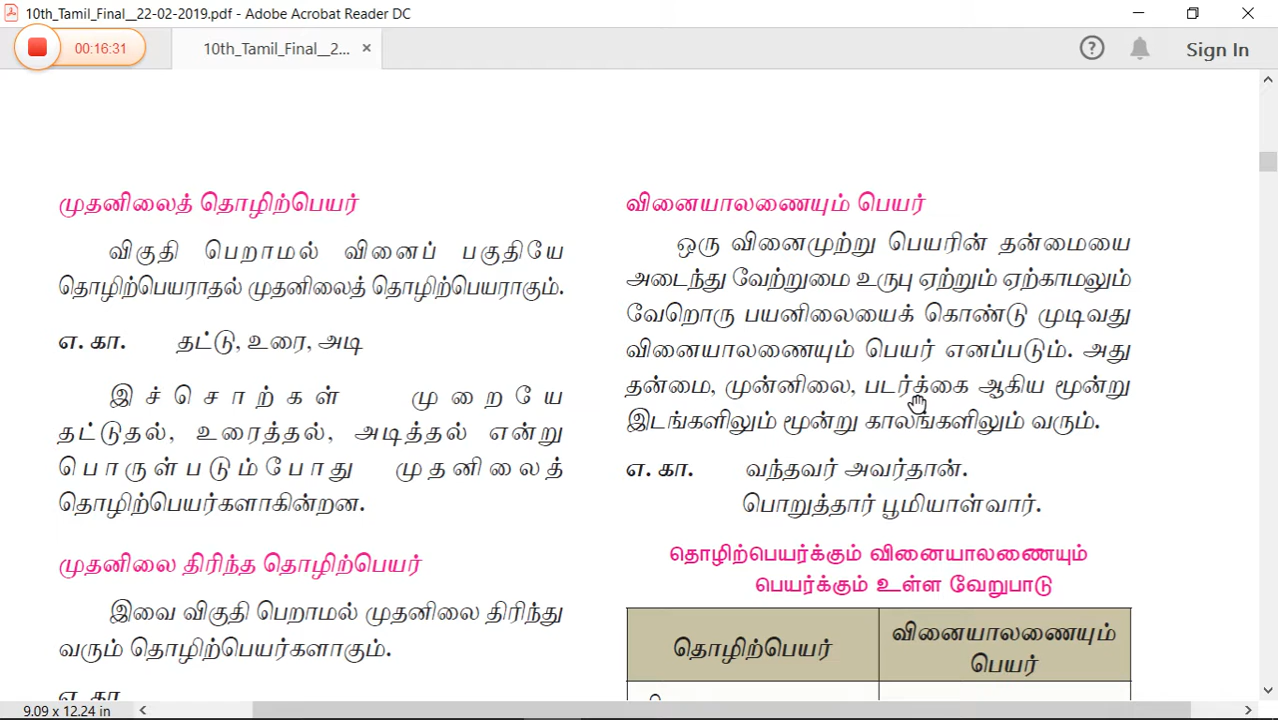 10th_Tamil_Final__22-02-2019.pdf - Adobe Acrobat Reader DC
00:16:31
10th_Tamil_Final__2...
Sign In
முதனிலைத் தொழிற்பெயர்
விகுதி பெறாமல் வினைப் பகுதியே
தொழிற்பெயராதல் முதனிலைத் தொழிற்பெயராகும்.
எ. கா. தட்டு, உரை, அடி
இச்சொற்கள் முறையே
தட்டுதல், உரைத்தல், அடித்தல் என்று
பொருள்படும்போது முதனிலைத்
தொழிற்பெயர்களாகின்றன.
முதனிலை திரிந்த தொழிற்பெயர்
இவை விகுதி பெறாமல் முதனிலை திரிந்து
வரும் தொழிற்பெயர்களாகும்.
எ. கா
வினையாலணையும் பெயர்
ஒரு வினைமுற்று பெயரின் தன்மையை
அடைந்து வேற்றுமை உருபு ஏற்றும் ஏற்காமலும்
வேறொரு பயனிலையைக் கொண்டு முடிவது
வினையாலணையும் பெயர் எனப்படும். அது
தன்மை, முன்னிலை, படர்க்கை ஆகிய மூன்று
இடங்களிலும் மூன்று காலங்களிலும் வரும்.
எ. கா. வந்தவர் அவர்தான்.
பொறுத்தார் பூமியாள்வார்.
தொழிற்பெயர்க்கும் வினையாலணையும்
பெயர்க்கும் உள்ள வேறுபாடு
தொழிற்பெயர்
வினையாலணையும்
பெயர்
9.09 x 12.24 in